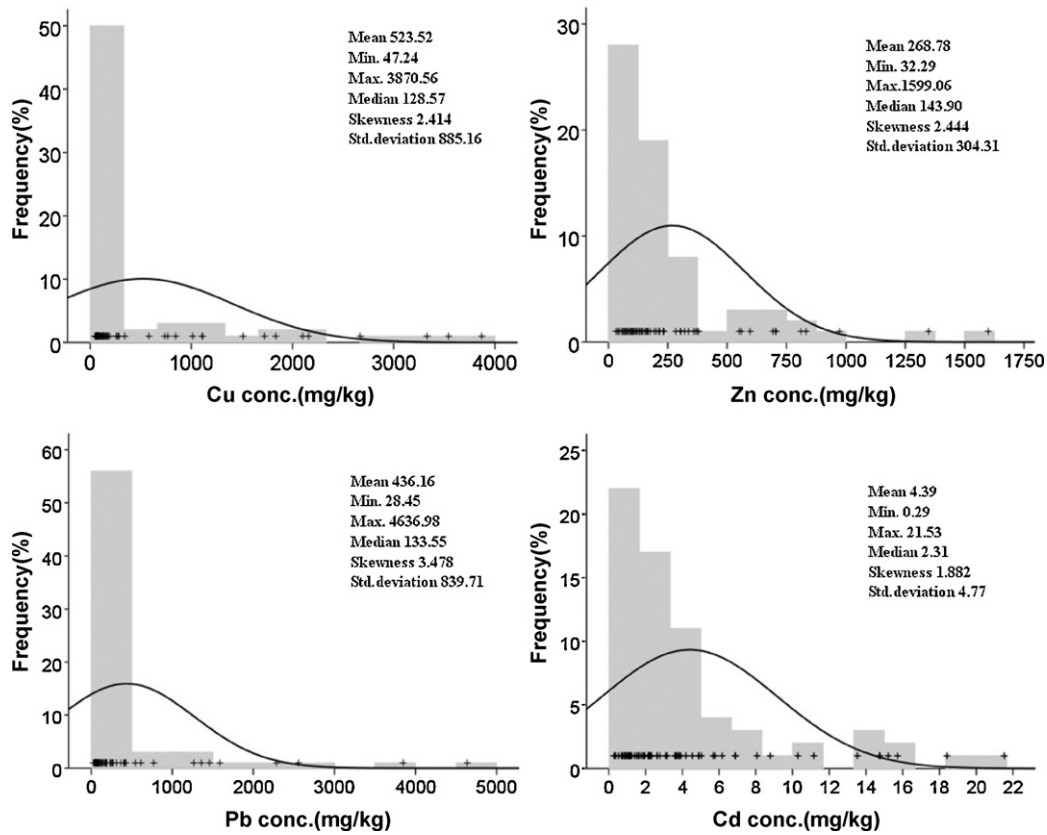 50
40
30
20
10
0
Frequency(%)
Mean 523.52
Min. 47.24
Max. 3870.56
Median 128.57
Skewness 2.414
Std.deviation 885.16
0 1000 2000 3000 4000
Cu conc.(mg/kg)
30
20
10
0
Frequency(%)
Mean 268.78
Min. 32.29
Max.1599.06
Median 143.90
Skewness 2.444
Std.deviation 304.31
0 250 500 750 1000 1250 1500 1750
Zn conc.(mg/kg)
60
50
40
30
20
10
0
Frequency(%)
Mean 436.16
Min. 28.45
Max. 4636.98
Median 133.55
Skewness 3.478
Std.deviation 839.71
0 1000 2000 3000 4000 5000
Pb conc.(mg/kg)
25
20
15
10
5
0
Frequency(%)
Mean 4.39
Min. 0.29
Max. 21.53
Median 2.31
Skewness 1.882
Std.deviation 4.77
0 2 4 6 8 10 12 14 16 18 20 22
Cd conc.(mg/kg)